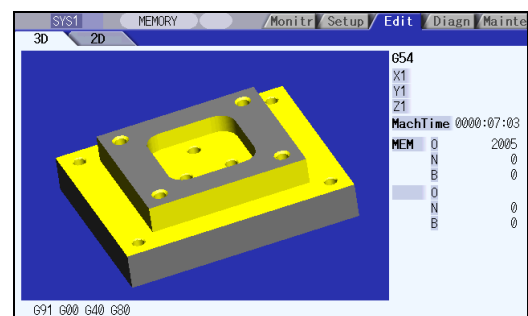 SYS1 MEMORY Monitr Setup Edit Diagn Mainte
3D 2D
G54
X1
Y1
Z1
MachTime 0000:07:03
MEM O 2005
N 0
B 0
O
N 0
B 0
G91 G00 G40 G80